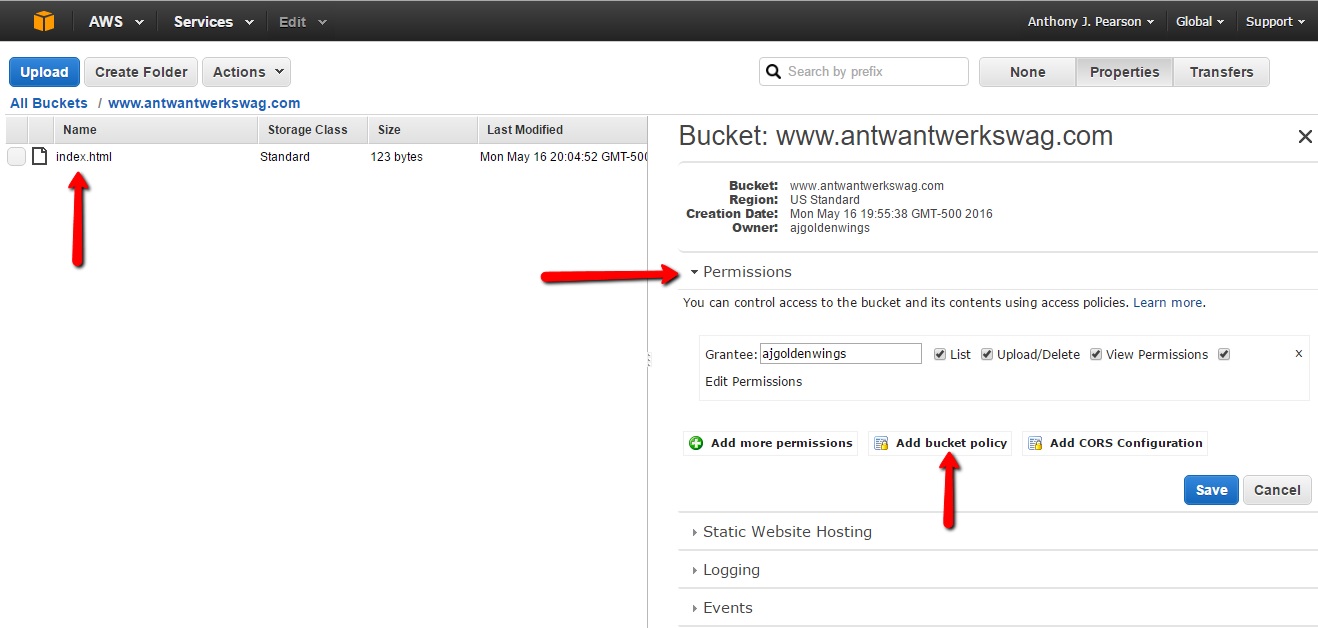 AWS Services Edit Anthony J. Pearson Global Support
Upload Create Folder Actions Search by prefix None Properties Transfers
All Buckets / www.antwantwerkswag.com
Name Storage Class Size Last Modified
index.html Standard 123 bytes Mon May 16 20:04:52 GMT-500
Bucket: www.antwantwerkswag.com
Bucket: www.antwantwerkswag.com
Region: US Standard
Creation Date: Mon May 16 19:55:38 GMT-500 2016
Owner: ajgoldenwings
Permissions
You can control access to the bucket and its contents using access policies. Learn more.
Grantee: ajgoldenwings List Upload/Delete View Permissions x
Edit Permissions
Add more permissions Add bucket policy Add CORS Configuration
Save Cancel
Static Website Hosting
Logging
Events